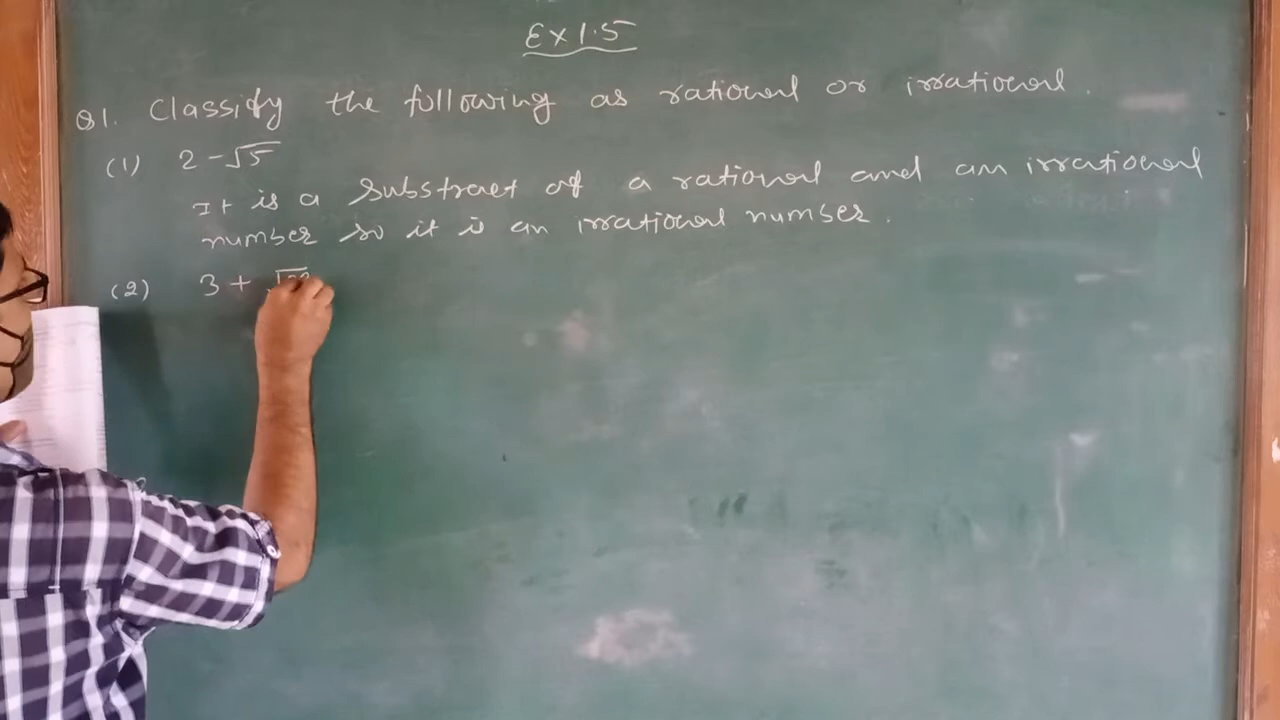 Ex 1.5
Q1. Classify the following as rational or irrational.
(1) 2 - √5
It is a substract of a rational and an irrational
number so it is an irrational number.
(2) 3 +